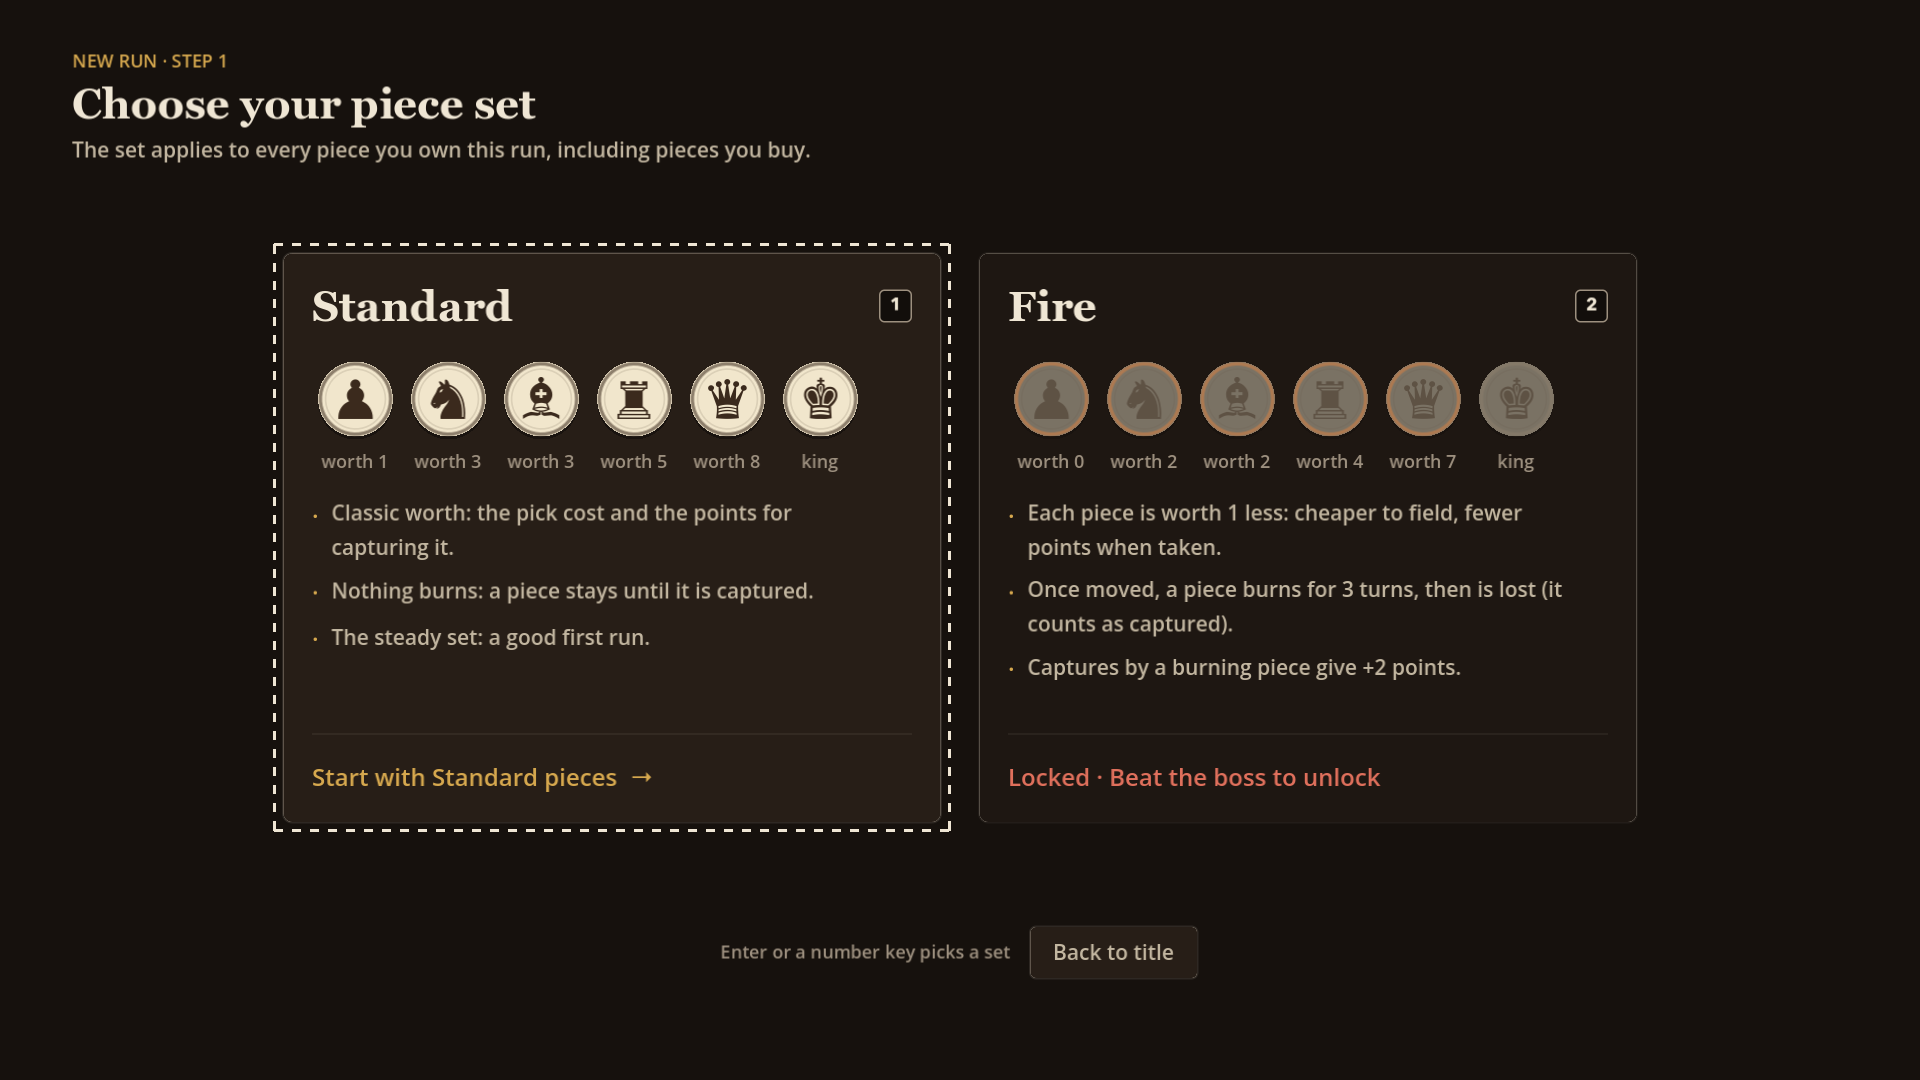 NEW RUN · STEP 1
Choose your piece set
The set applies to every piece you own this run, including pieces you buy.
Standard
1
worth 1
worth 3
worth 3
worth 5
worth 8
king
· Classic worth: the pick cost and the points for
capturing it.
· Nothing burns: a piece stays until it is captured.
· The steady set: a good first run.
Start with Standard pieces →
Fire
2
worth 0
worth 2
worth 2
worth 4
worth 7
king
· Each piece is worth 1 less: cheaper to field, fewer
points when taken.
· Once moved, a piece burns for 3 turns, then is lost (it
counts as captured).
· Captures by a burning piece give +2 points.
Locked · Beat the boss to unlock
Enter or a number key picks a set
Back to title